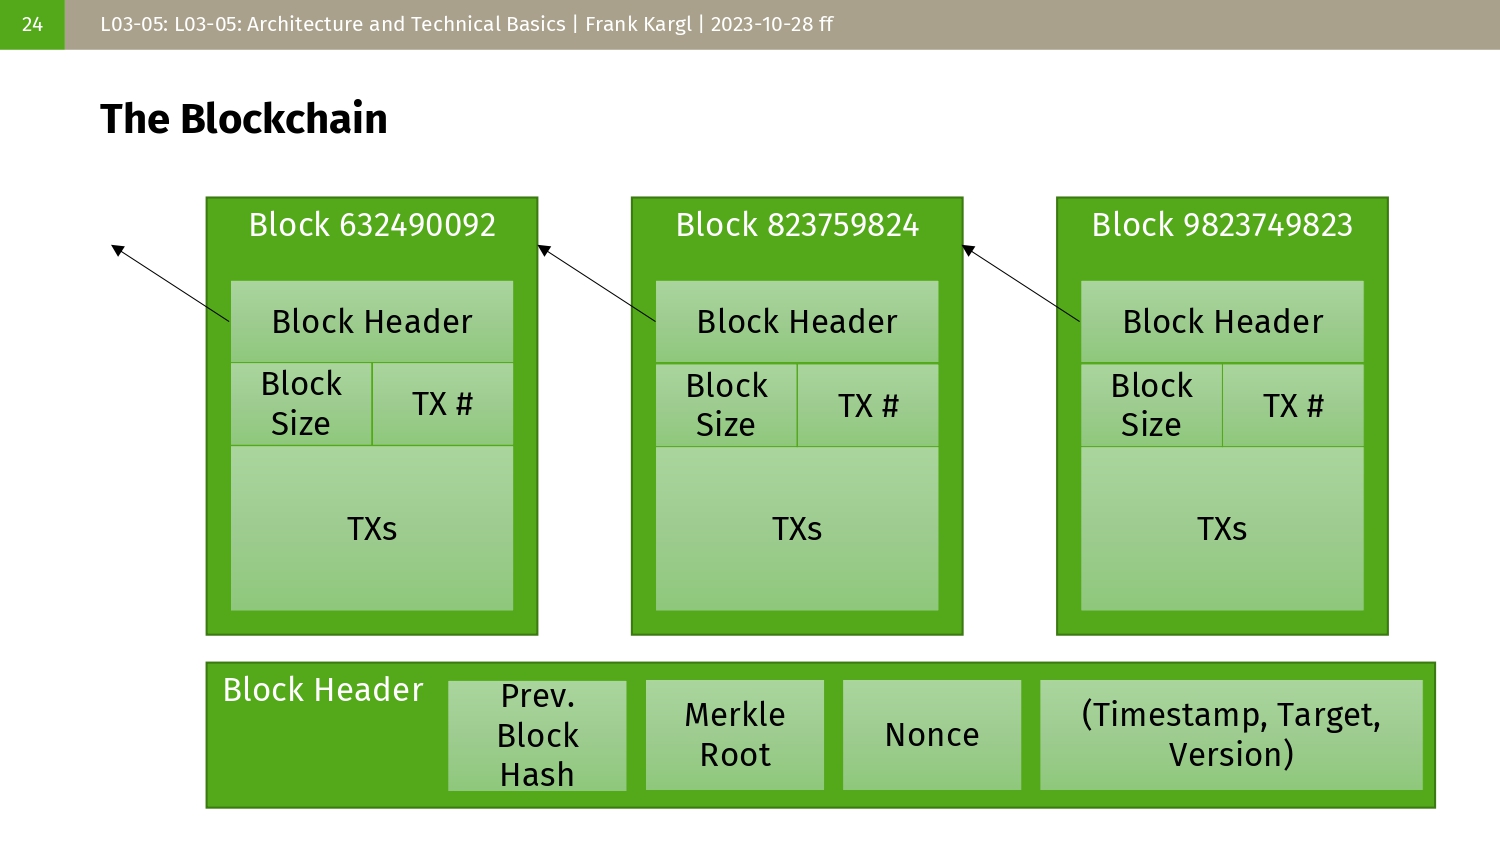 24
L03-05: L03-05: Architecture and Technical Basics | Frank Kargl | 2023-10-28 ff
The Blockchain
Block 632490092
Block Header
Block
Size
TX #
TXs
Block 823759824
Block Header
Block
Size
TX #
TXs
Block 9823749823
Block Header
Block
Size
TX #
TXs
Block Header
Prev.
Block
Hash
Merkle
Root
Nonce
(Timestamp, Target,
Version)